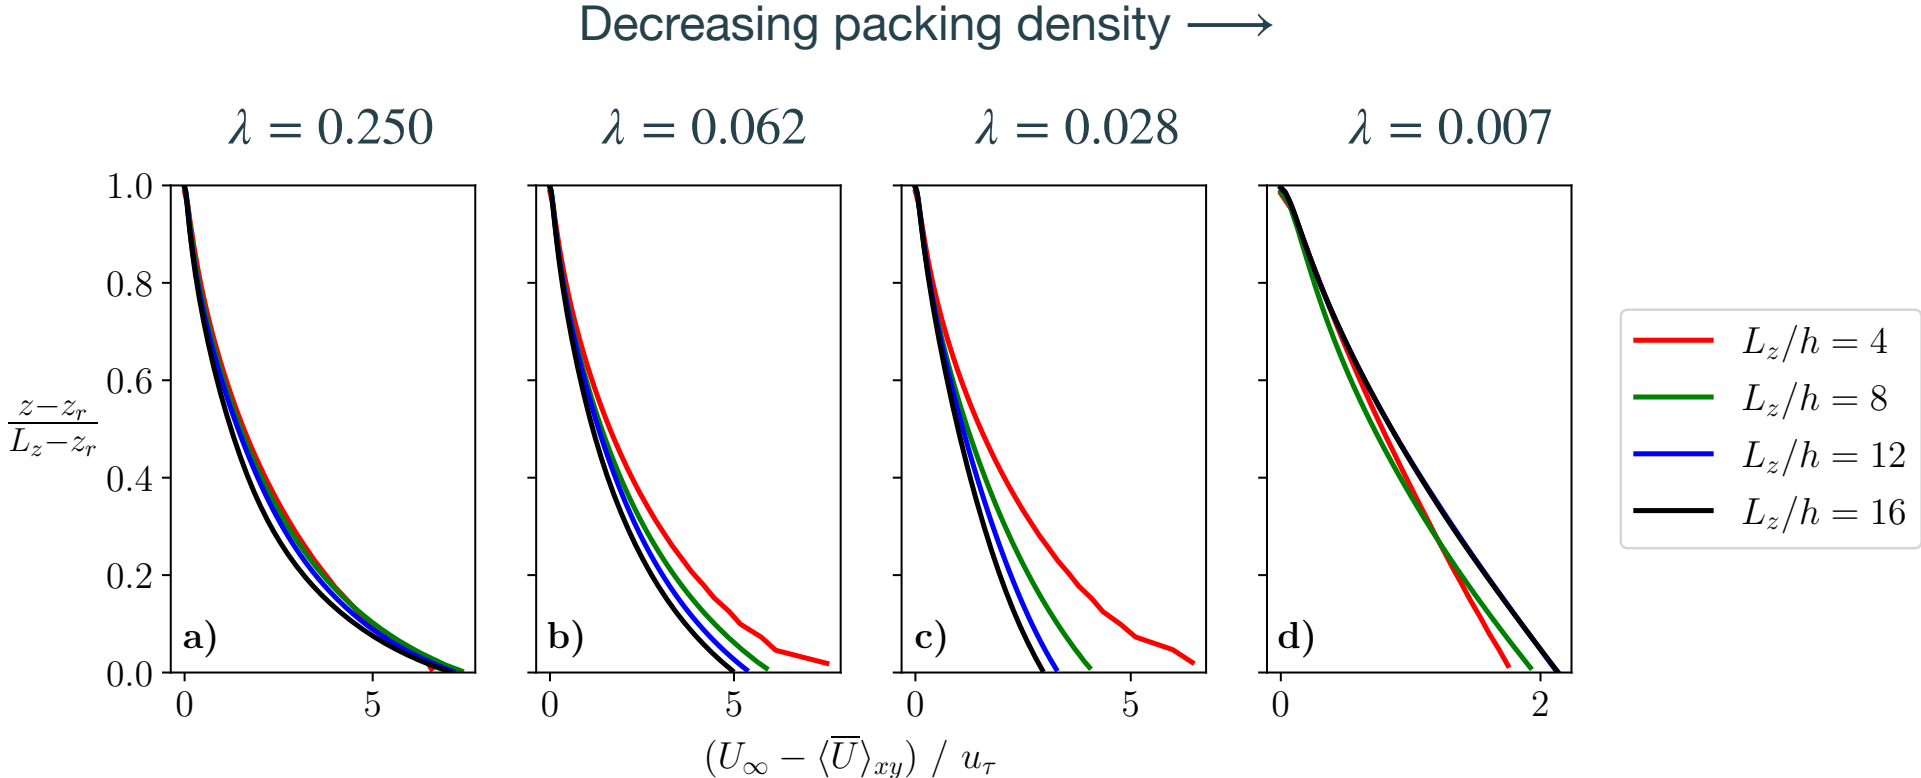 Decreasing packing density ⟶
λ = 0.250 λ = 0.062 λ = 0.028 λ = 0.007
1.0
0.8
0.6
0.4
0.2
0.0
(z−z_r)/(L_z−z_r)
a) b) c) d)
0 5 0 5 0 5 0 2
(U_∞ − ⟨U̅⟩_xy) / u_τ
L_z/h = 4
L_z/h = 8
L_z/h = 12
L_z/h = 16